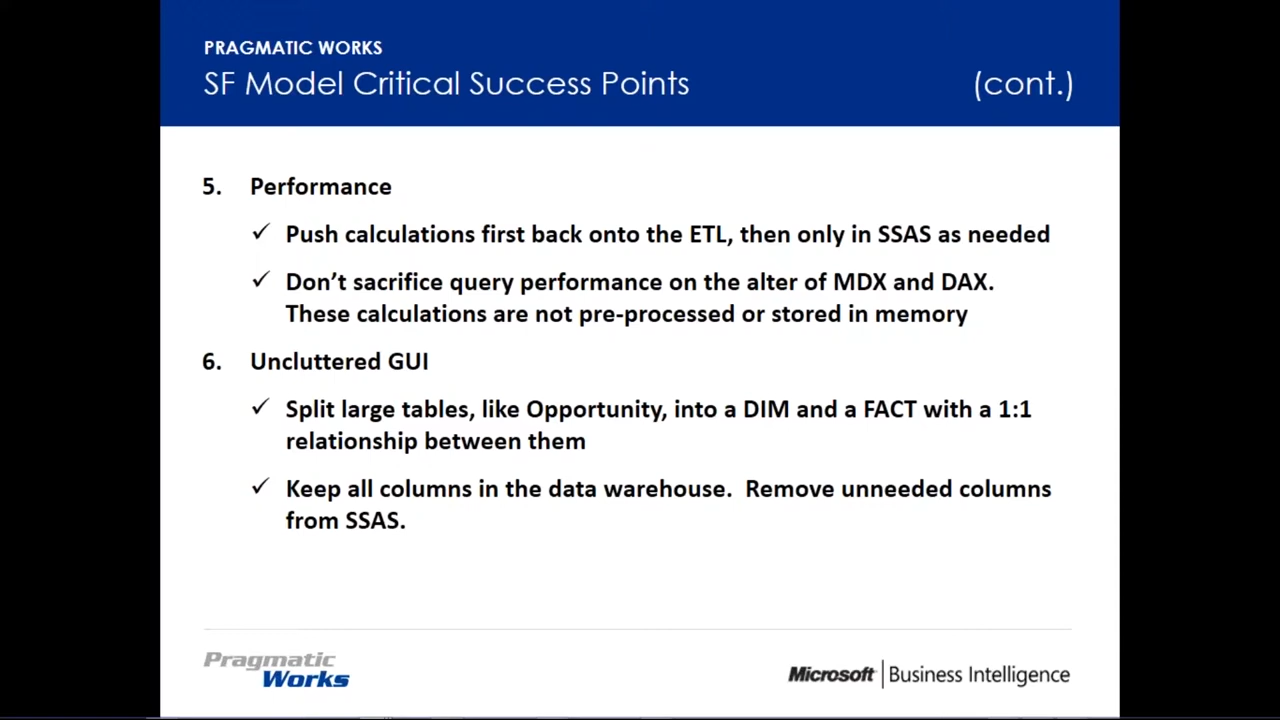 PRAGMATIC WORKS
SF Model Critical Success Points (cont.)
5. Performance
✓ Push calculations first back onto the ETL, then only in SSAS as needed
✓ Don’t sacrifice query performance on the alter of MDX and DAX.
These calculations are not pre-processed or stored in memory
6. Uncluttered GUI
✓ Split large tables, like Opportunity, into a DIM and a FACT with a 1:1
relationship between them
✓ Keep all columns in the data warehouse. Remove unneeded columns
from SSAS.
Pragmatic
Works
Microsoft | Business Intelligence